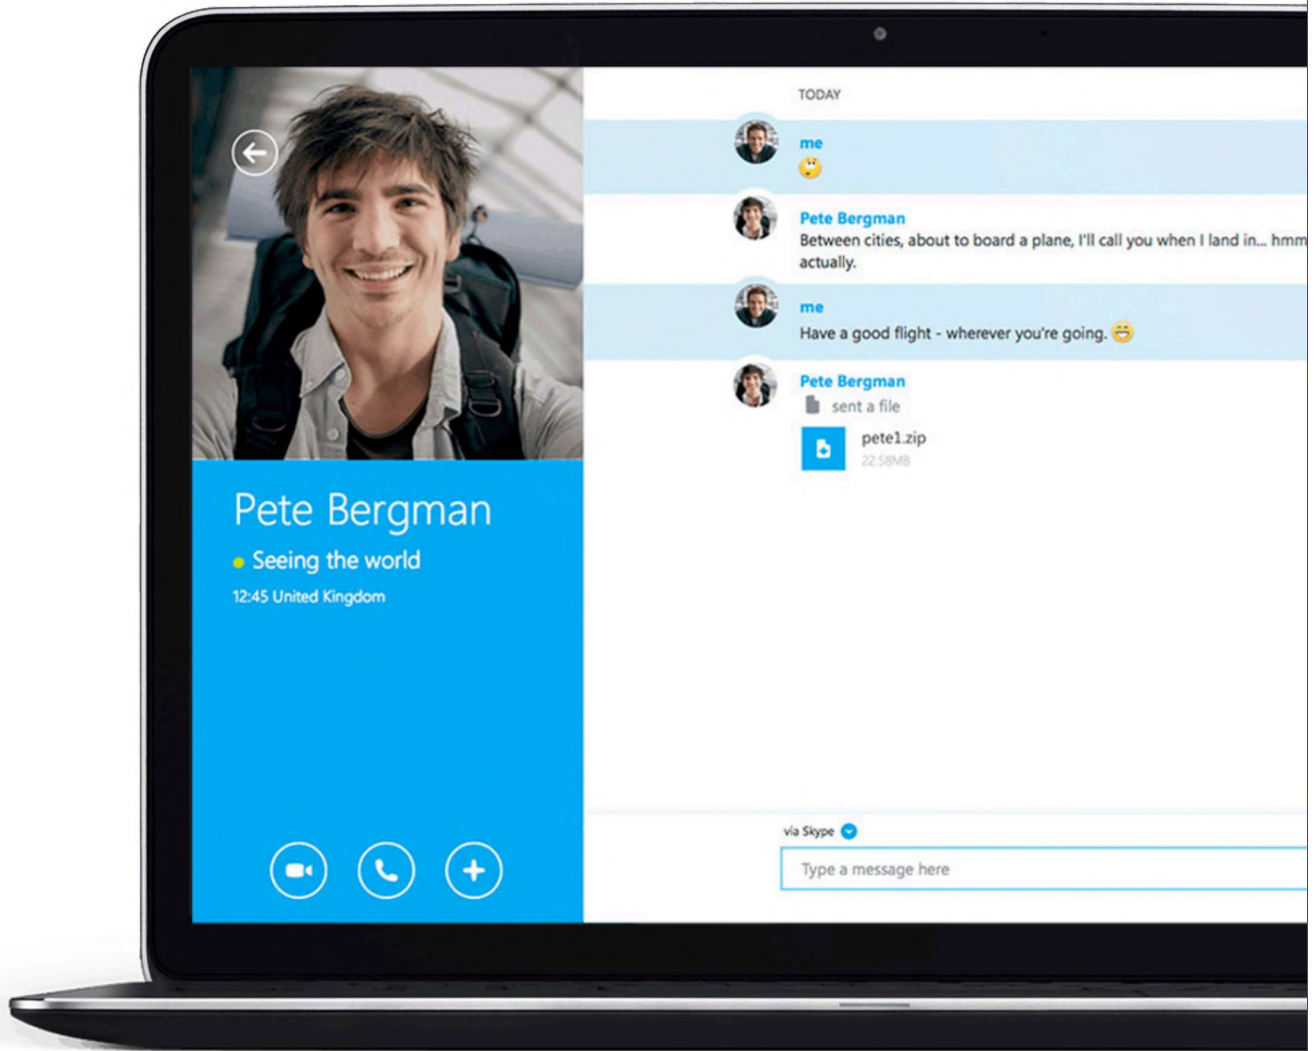 TODAY
me
Pete Bergman
Between cities, about to board a plane, I'll call you when I land in... hmm
actually.
me
Have a good flight - wherever you're going.
Pete Bergman
sent a file
pete1.zip
22.58MB
Pete Bergman
Seeing the world
12:45 United Kingdom
via Skype
Type a message here